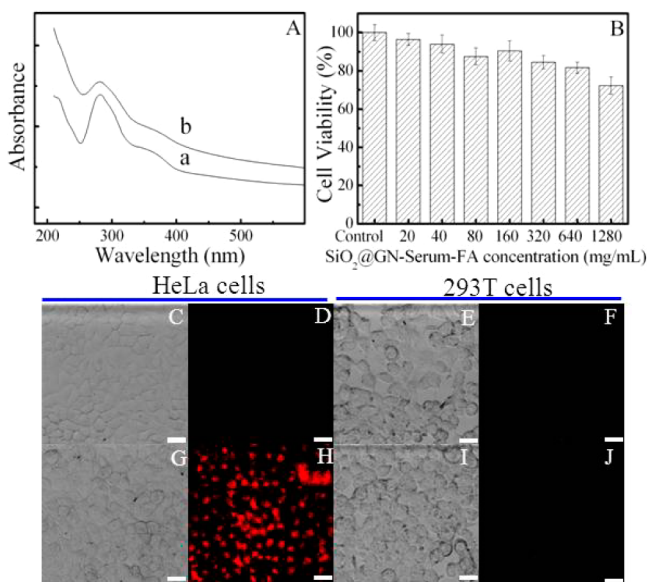 A
Absorbance
b
a
200 300 400 500
Wavelength (nm)
B
Cell Viability (%)
100
80
60
40
20
0
Control 20 40 80 160 320 640 1280
SiO₂@GN-Serum-FA concentration (mg/mL)
HeLa cells 293T cells
C D E F
G H I J